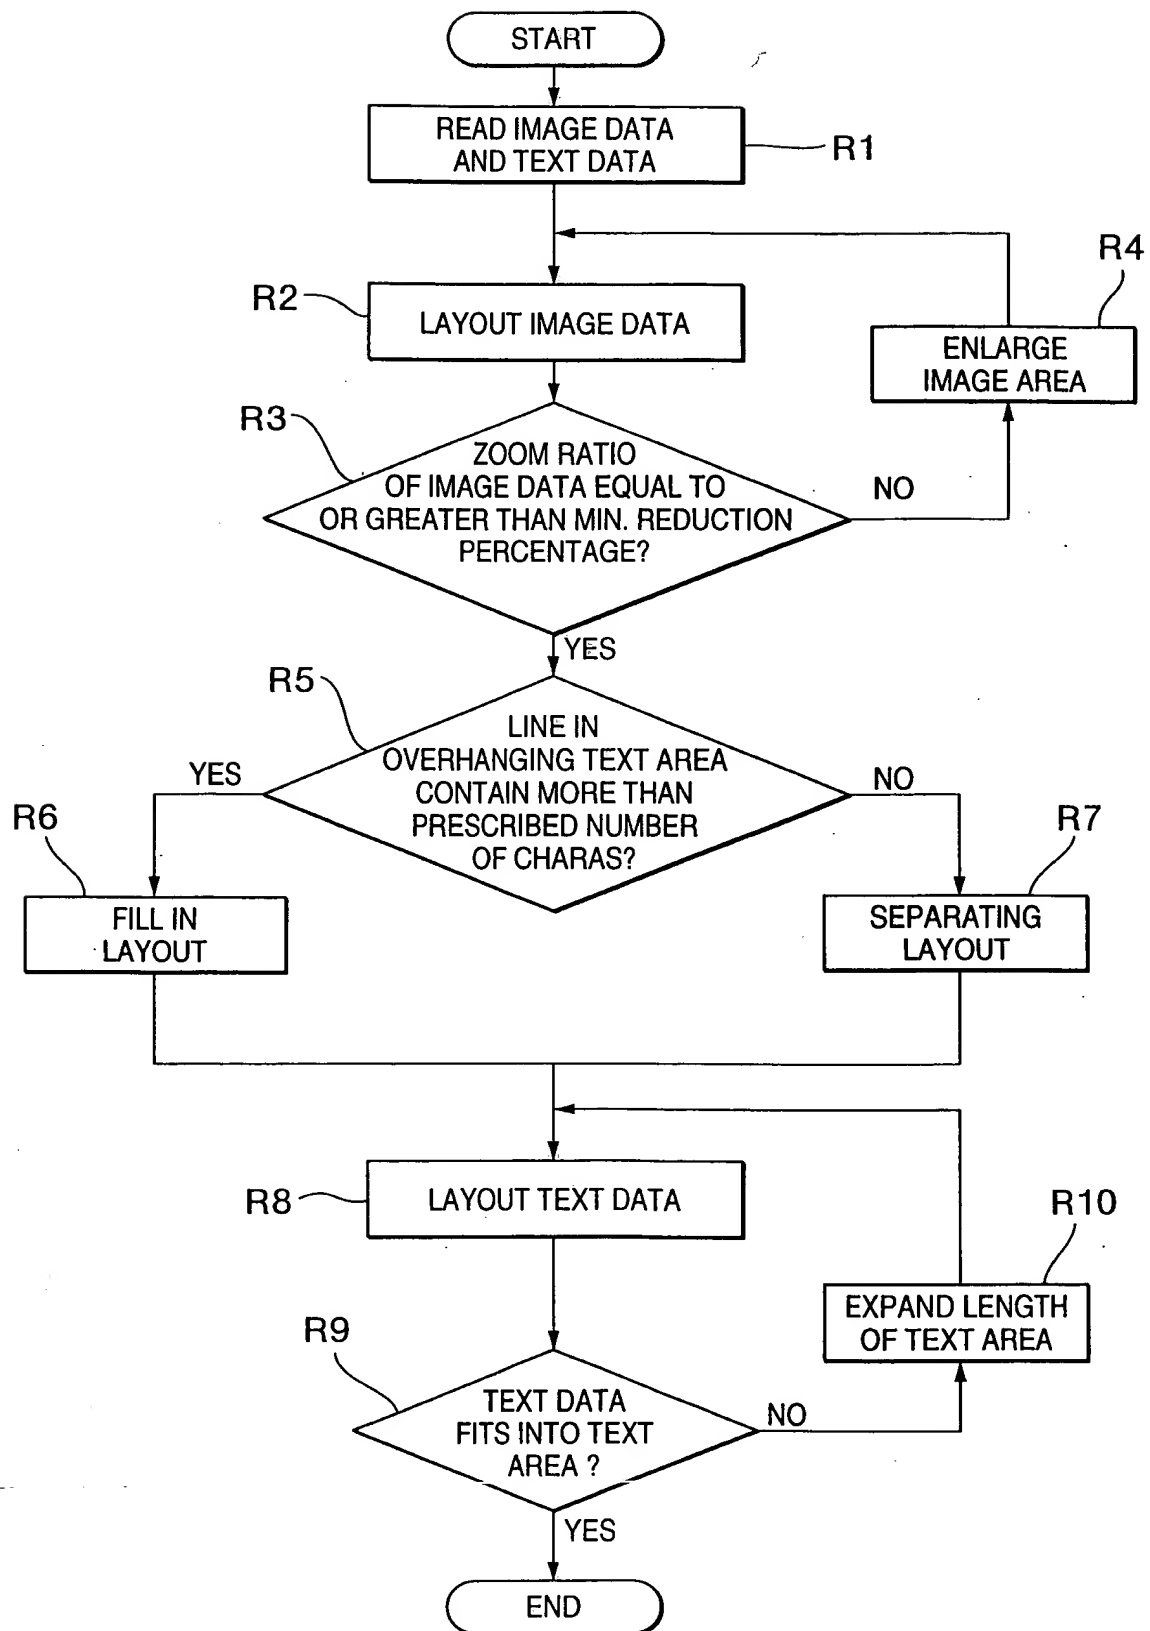 START
READ IMAGE DATA
AND TEXT DATA
R1
R2
LAYOUT IMAGE DATA
R4
ENLARGE
IMAGE AREA
R3
ZOOM RATIO
OF IMAGE DATA EQUAL TO
OR GREATER THAN MIN. REDUCTION
PERCENTAGE?
NO
YES
R5
LINE IN
OVERHANGING TEXT AREA
CONTAIN MORE THAN
PRESCRIBED NUMBER
OF CHARAS?
YES
NO
R6
FILL IN
LAYOUT
R7
SEPARATING
LAYOUT
R8
LAYOUT TEXT DATA
R10
EXPAND LENGTH
OF TEXT AREA
R9
TEXT DATA
FITS INTO TEXT
AREA ?
NO
YES
END